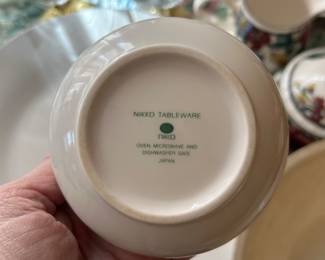 NIKKO TABLEWARE
NIKKO
OVEN, MICROWAVE AND
DISHWASHER SAFE
JAPAN